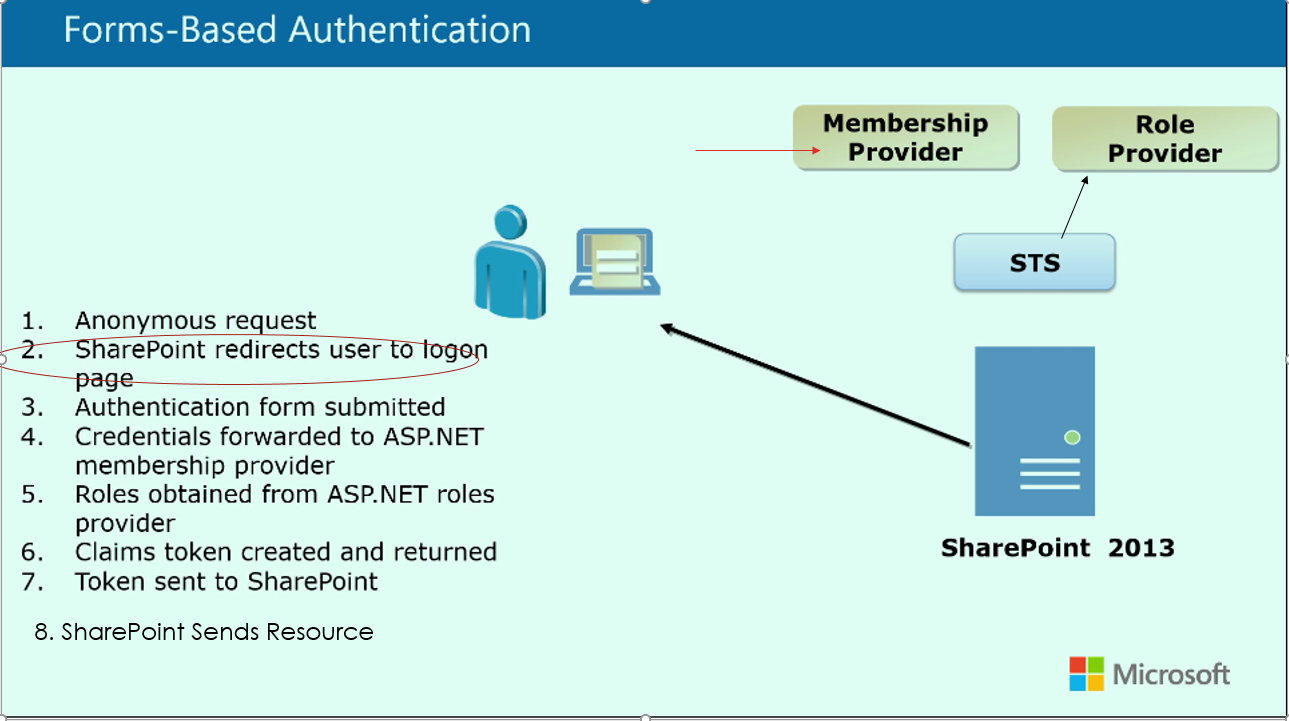 Forms-Based Authentication
Membership
Provider
Role
Provider
STS
1. Anonymous request
2. SharePoint redirects user to logon
page
3. Authentication form submitted
4. Credentials forwarded to ASP.NET
membership provider
5. Roles obtained from ASP.NET roles
provider
6. Claims token created and returned
7. Token sent to SharePoint
8. SharePoint Sends Resource
SharePoint 2013
Microsoft